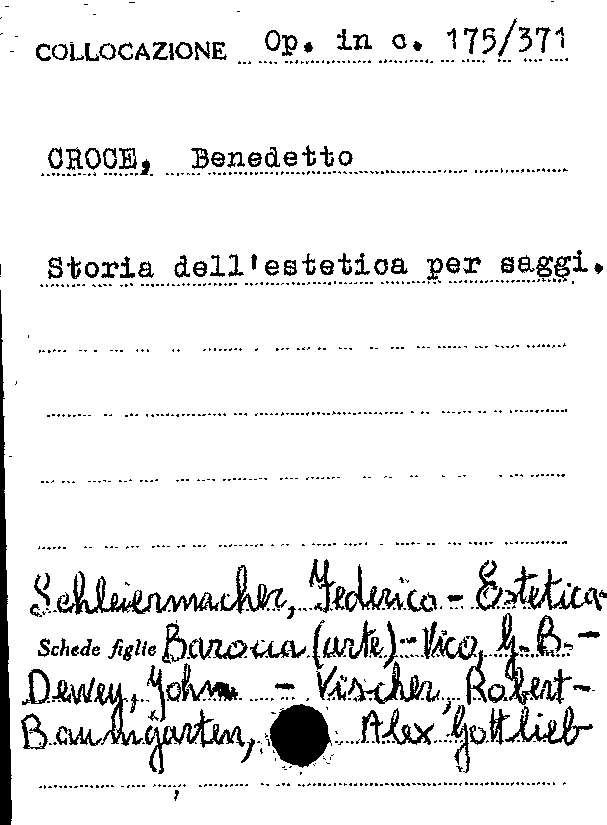 COLLOCAZIONE Op. in c. 175/371
CROCE, Benedetto
Storia dell'estetica per saggi.
Schleiermacher, Federico - Estetica-
Schede figlie Barocca (arte) - Vico, G. B. -
Dewey, John - Vischer, Robert -
Baumgarten, Alex Gottlieb